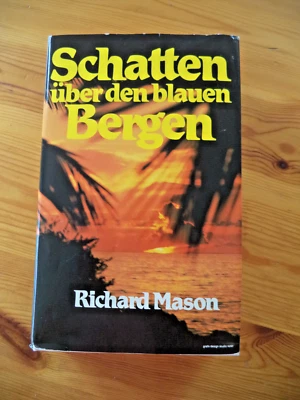 Schatten
über den blauen
Bergen
Richard Mason